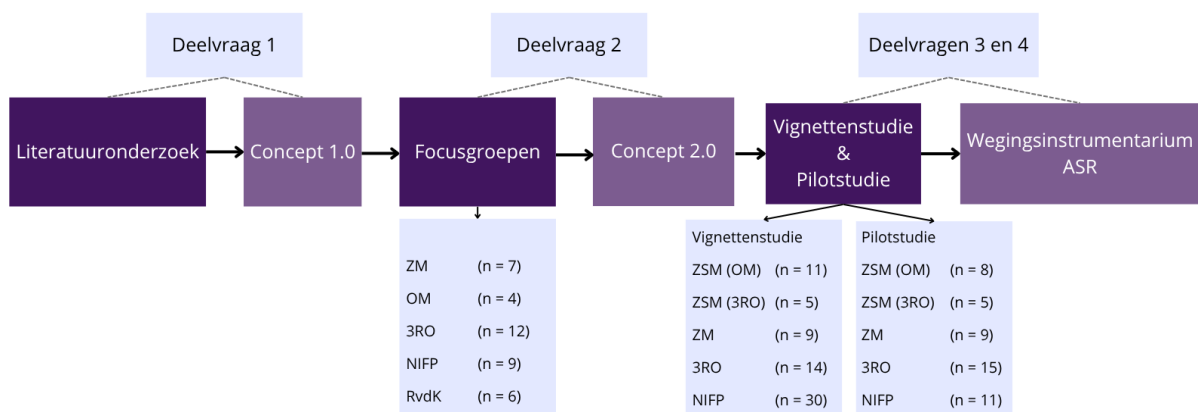 Deelvraag 1
Deelvraag 2
Deelvragen 3 en 4
Literatuuronderzoek
Concept 1.0
Focusgroepen
Concept 2.0
Vignettenstudie
&
Pilotstudie
Wegingsinstrumentarium
ASR
ZM (n = 7)
OM (n = 4)
3RO (n = 12)
NIFP (n = 9)
RvdK (n = 6)
Vignettenstudie
ZSM (OM) (n = 11)
ZSM (3RO) (n = 5)
ZM (n = 9)
3RO (n = 14)
NIFP (n = 30)
Pilotstudie
ZSM (OM) (n = 8)
ZSM (3RO) (n = 5)
ZM (n = 9)
3RO (n = 15)
NIFP (n = 11)